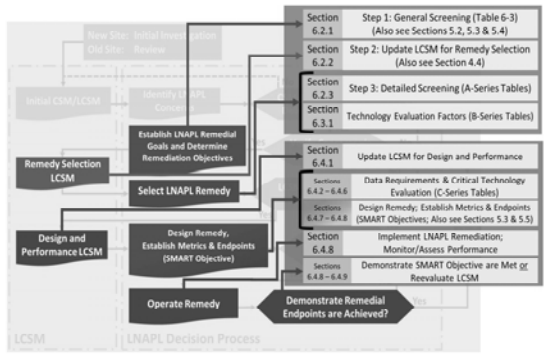 New Site: Initial Investigation
Old Site: Review
Initial CSM/LCSM
Identify LNAPL
Concerns
Establish LNAPL Remedial
Goals and Determine
Remediation Objectives
Remedy Selection
LCSM
Select LNAPL Remedy
Design and
Performance LCSM
Design Remedy,
Establish Metrics & Endpoints
(SMART Objective)
Operate Remedy
Demonstrate Remedial
Endpoints are Achieved?
Yes
LCSM
LNAPL Decision Process
Section
6.2.1
Step 1: General Screening (Table 6-3)
(Also see Sections 5.2, 5.3 & 5.4)
Section
6.2.2
Step 2: Update LCSM for Remedy Selection
(Also see Section 4.4)
Section
6.2.3
Step 3: Detailed Screening (A-Series Tables)
Section
6.3.1
Technology Evaluation Factors (B-Series Tables)
Section
6.4.1
Update LCSM for Design and Performance
Sections
6.4.2 – 6.4.6
Data Requirements & Critical Technology
Evaluation (C-Series Tables)
Sections
6.4.7 – 6.4.8
Design Remedy; Establish Metrics & Endpoints
(SMART Objectives; Also see Sections 5.3 & 5.5)
Section
6.4.8
Implement LNAPL Remediation;
Monitor/Assess Performance
Sections
6.4.8 – 6.4.9
Demonstrate SMART Objective are Met or
Reevaluate LCSM